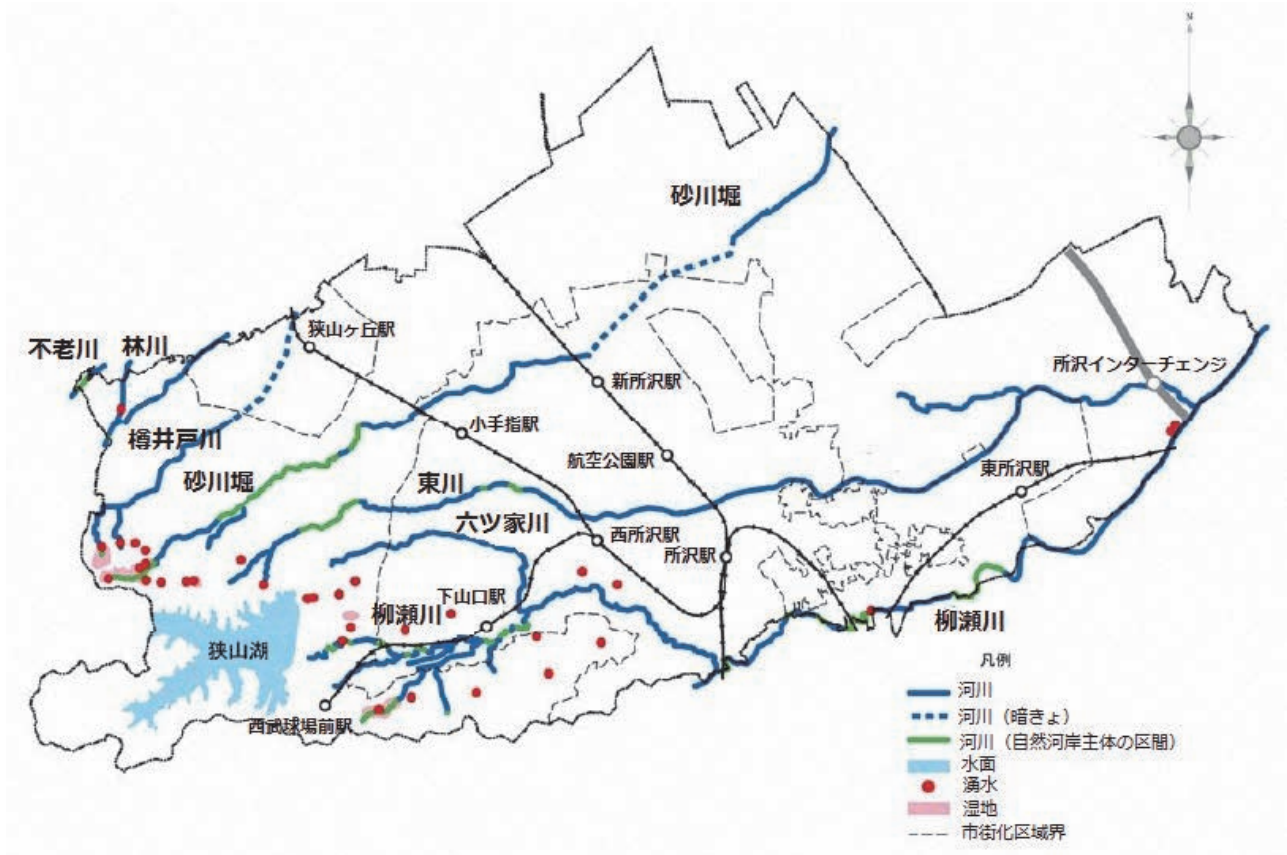 N
砂川堀
狭山ヶ丘駅
不老川
林川
所沢インターチェンジ
新所沢駅
小手指駅
樽井戸川
航空公園駅
砂川堀
東川
東所沢駅
六ツ家川
西所沢駅
所沢駅
下山口駅
柳瀬川
柳瀬川
狭山湖
西武球場前駅
凡例
河川
河川（暗きょ）
河川（自然河岸主体の区間）
水面
湧水
湿地
市街化区域界